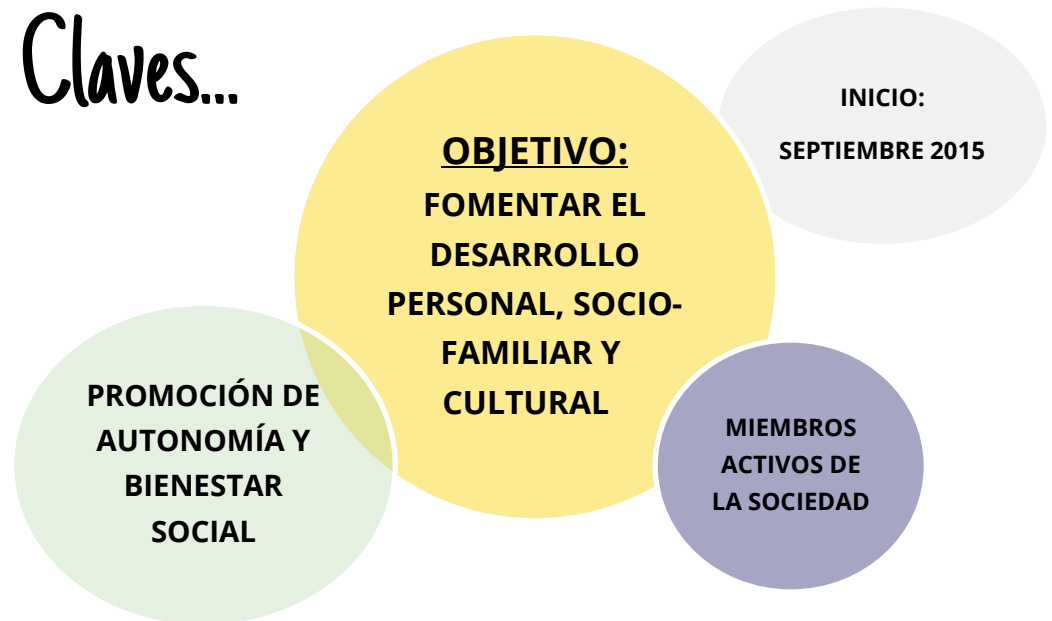 Claves...
OBJETIVO:
FOMENTAR EL
DESARROLLO
PERSONAL, SOCIO-
FAMILIAR Y
CULTURAL
INICIO:
SEPTIEMBRE 2015
PROMOCIÓN DE
AUTONOMÍA Y
BIENESTAR
SOCIAL
MIEMBROS
ACTIVOS DE
LA SOCIEDAD